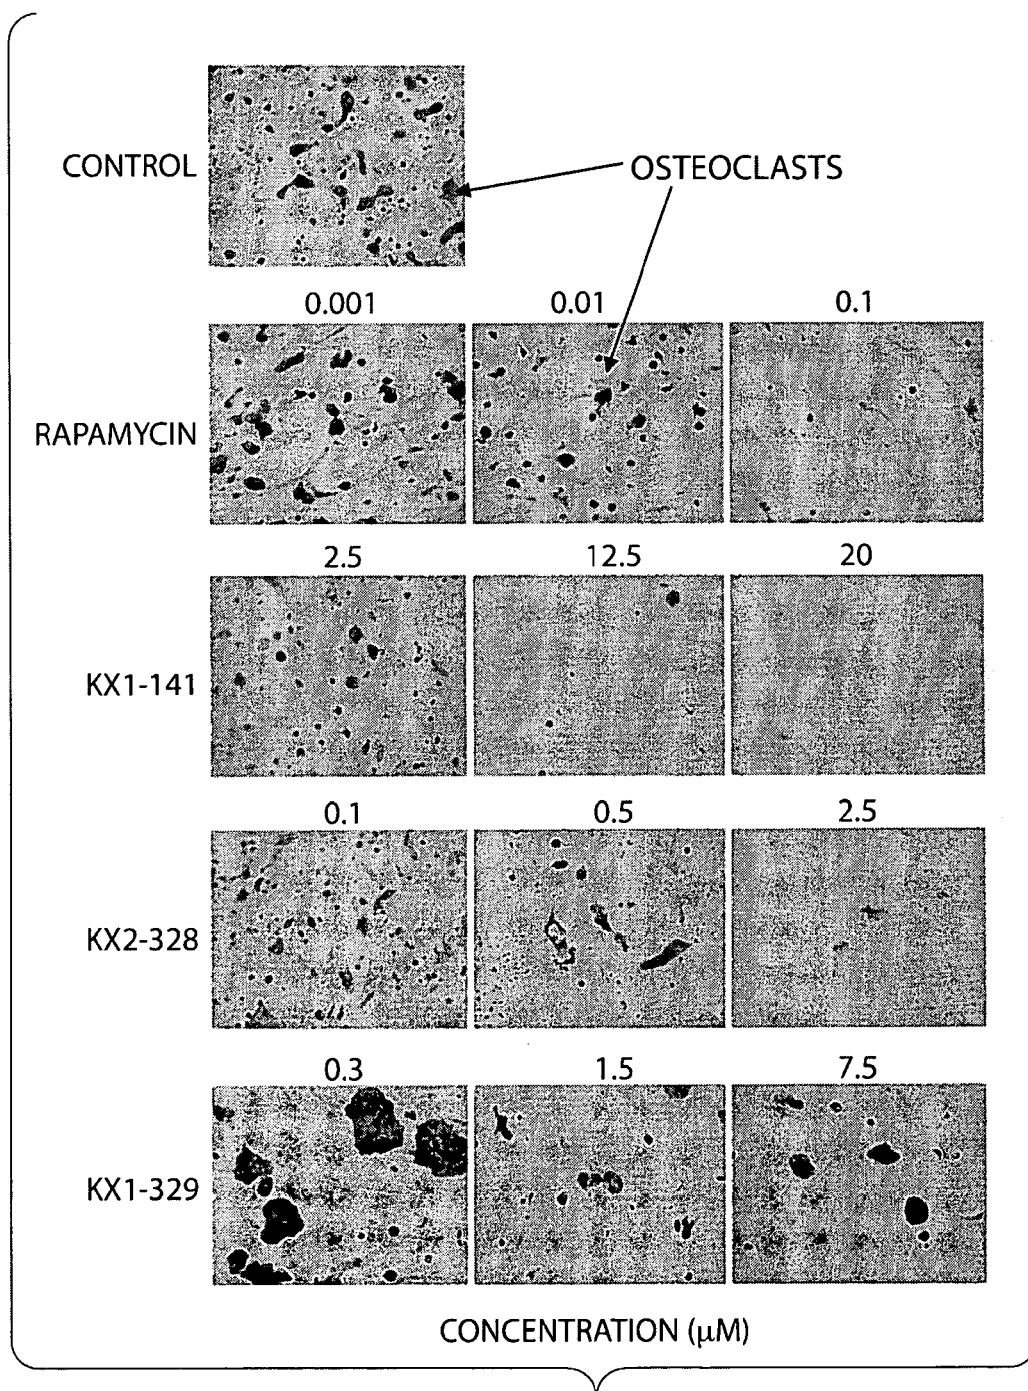 CONTROL
OSTEOCLASTS
0.001 0.01 0.1
RAPAMYCIN
2.5 12.5 20
KX1-141
0.1 0.5 2.5
KX2-328
0.3 1.5 7.5
KX1-329
CONCENTRATION (μM)